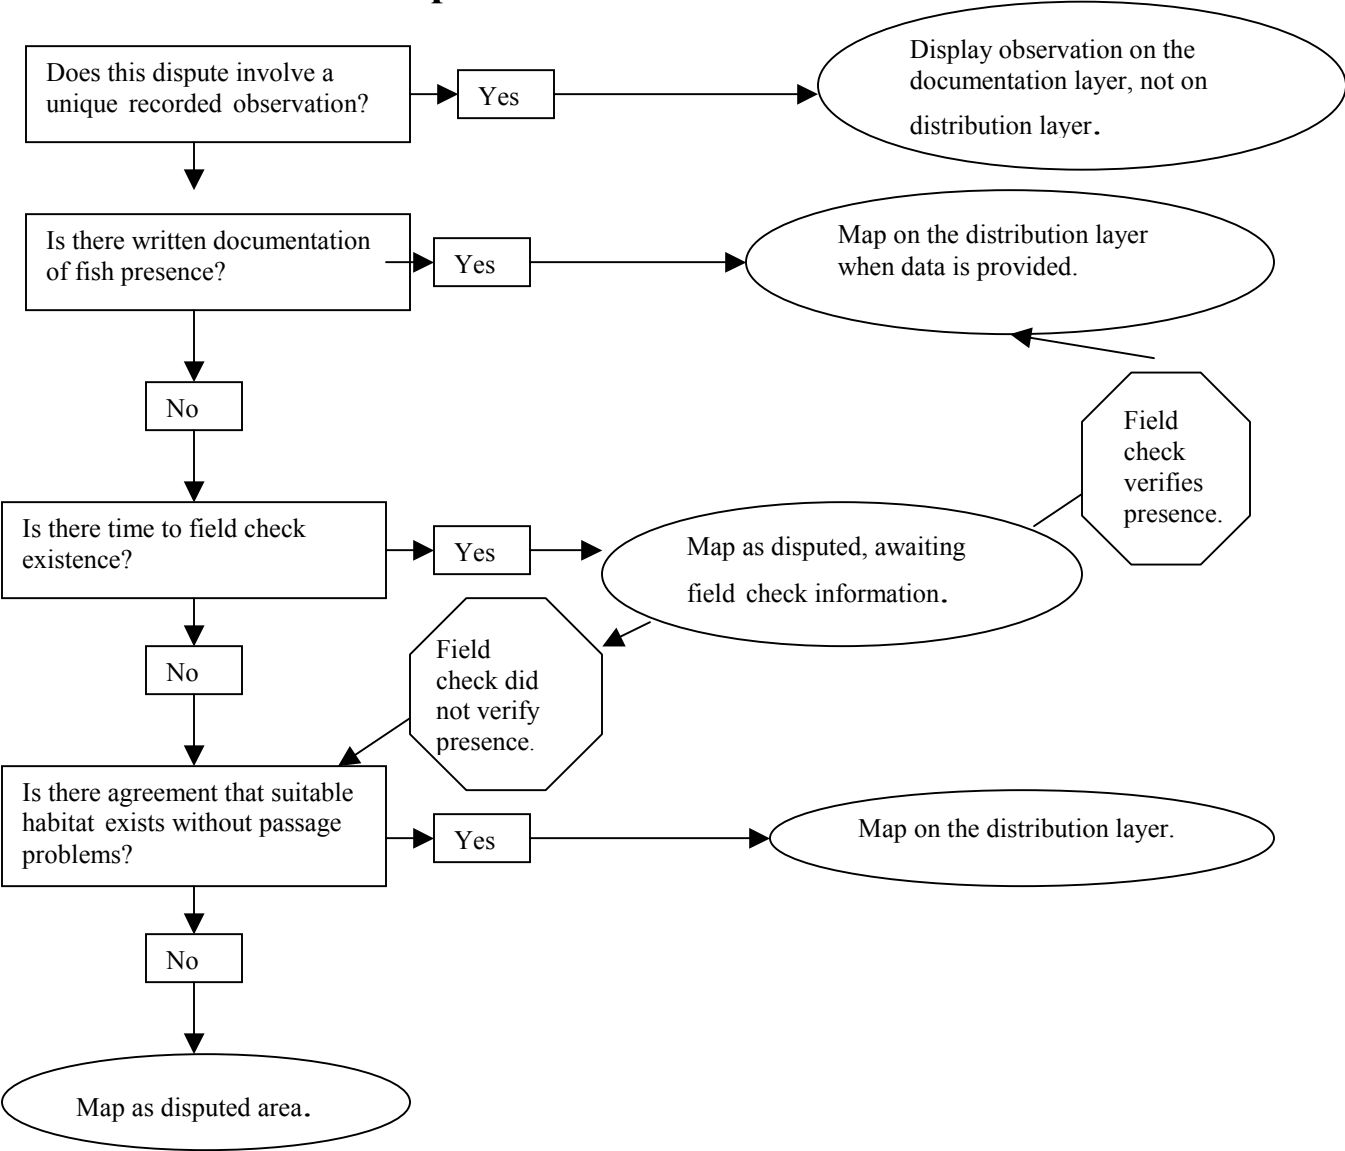 Does this dispute involve a
unique recorded observation?
Yes
Display observation on the
documentation layer, not on
distribution layer.
Is there written documentation
of fish presence?
Yes
Map on the distribution layer
when data is provided.
No
Field
check
verifies
presence.
Is there time to field check
existence?
Yes
Map as disputed, awaiting
field check information.
No
Field
check did
not verify
presence.
Is there agreement that suitable
habitat exists without passage
problems?
Yes
Map on the distribution layer.
No
Map as disputed area.